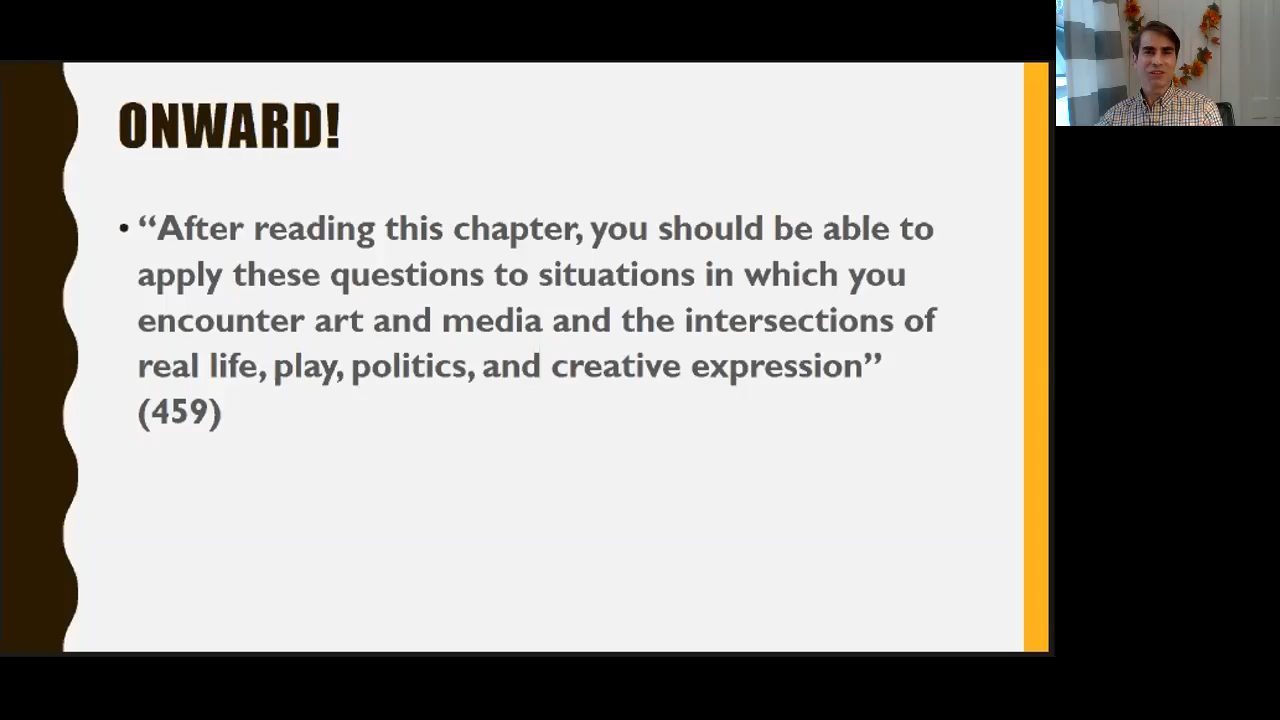 ONWARD!
• “After reading this chapter, you should be able to
apply these questions to situations in which you
encounter art and media and the intersections of
real life, play, politics, and creative expression”
(459)